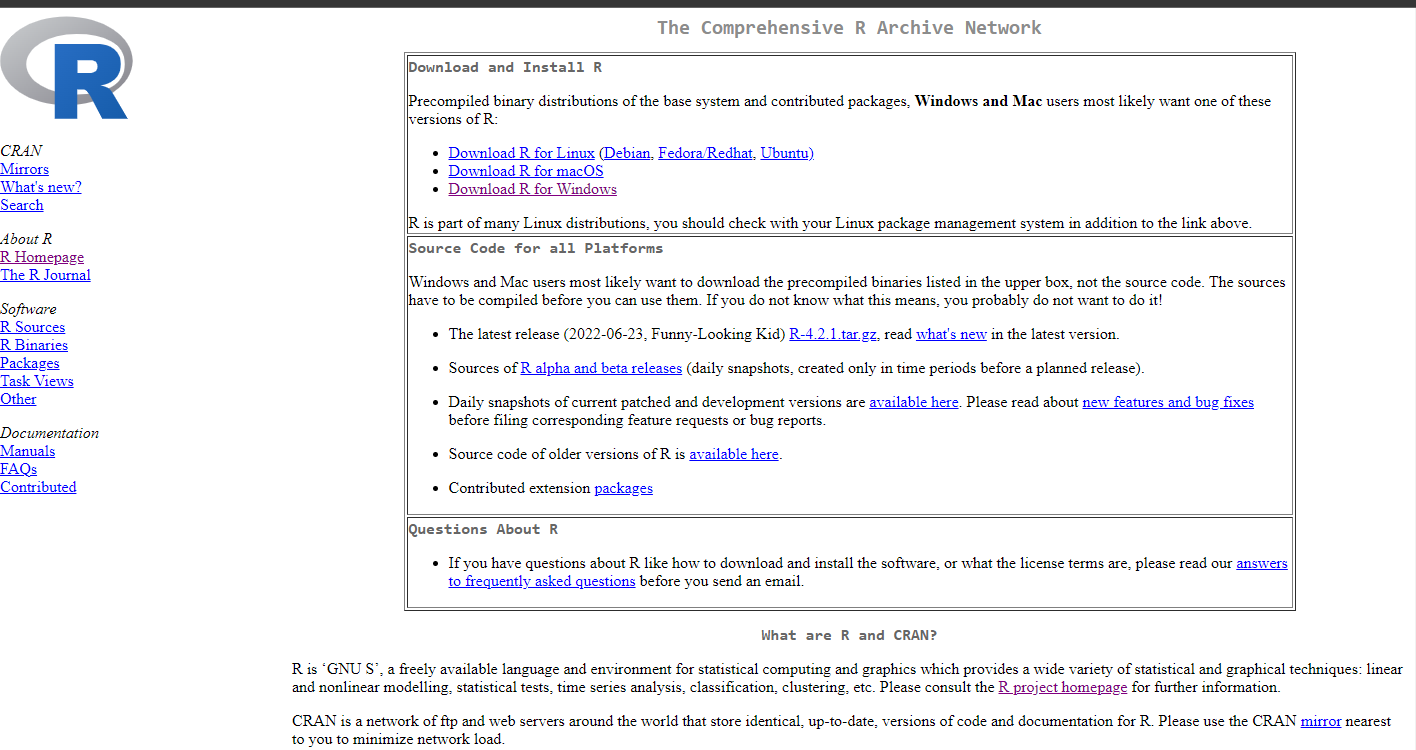 The Comprehensive R Archive Network
R
CRAN
Mirrors
What's new?
Search
About R
R Homepage
The R Journal
Software
R Sources
R Binaries
Packages
Task Views
Other
Documentation
Manuals
FAQs
Contributed
Download and Install R
Precompiled binary distributions of the base system and contributed packages, Windows and Mac users most likely want one of these
versions of R:
• Download R for Linux (Debian, Fedora/Redhat, Ubuntu)
• Download R for macOS
• Download R for Windows
R is part of many Linux distributions, you should check with your Linux package management system in addition to the link above.
Source Code for all Platforms
Windows and Mac users most likely want to download the precompiled binaries listed in the upper box, not the source code. The sources
have to be compiled before you can use them. If you do not know what this means, you probably do not want to do it!
• The latest release (2022-06-23, Funny-Looking Kid) R-4.2.1.tar.gz, read what's new in the latest version.
• Sources of R alpha and beta releases (daily snapshots, created only in time periods before a planned release).
• Daily snapshots of current patched and development versions are available here. Please read about new features and bug fixes
before filing corresponding feature requests or bug reports.
• Source code of older versions of R is available here.
• Contributed extension packages
Questions About R
• If you have questions about R like how to download and install the software, or what the license terms are, please read our answers
to frequently asked questions before you send an email.
What are R and CRAN?
R is ‘GNU S’, a freely available language and environment for statistical computing and graphics which provides a wide variety of statistical and graphical techniques: linear
and nonlinear modelling, statistical tests, time series analysis, classification, clustering, etc. Please consult the R project homepage for further information.
CRAN is a network of ftp and web servers around the world that store identical, up-to-date, versions of code and documentation for R. Please use the CRAN mirror nearest
to you to minimize network load.